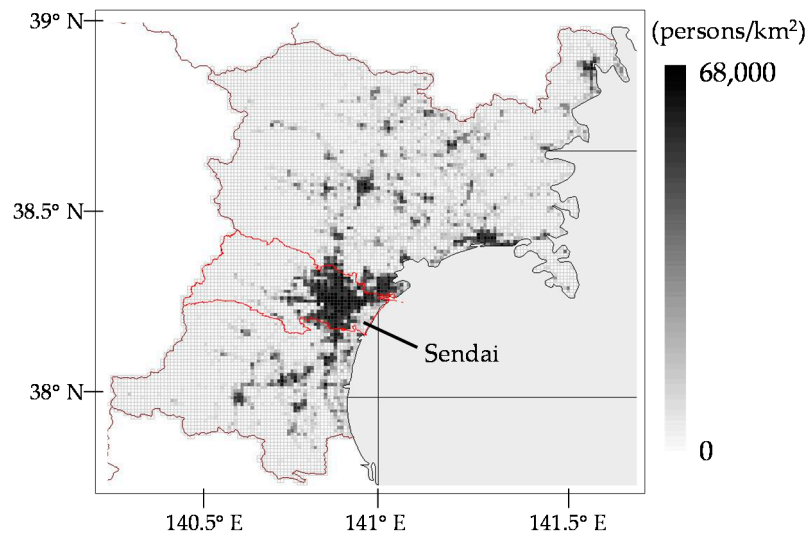 39° N
(persons/km²)
68,000
38.5° N
Sendai
38° N
0
140.5° E
141° E
141.5° E